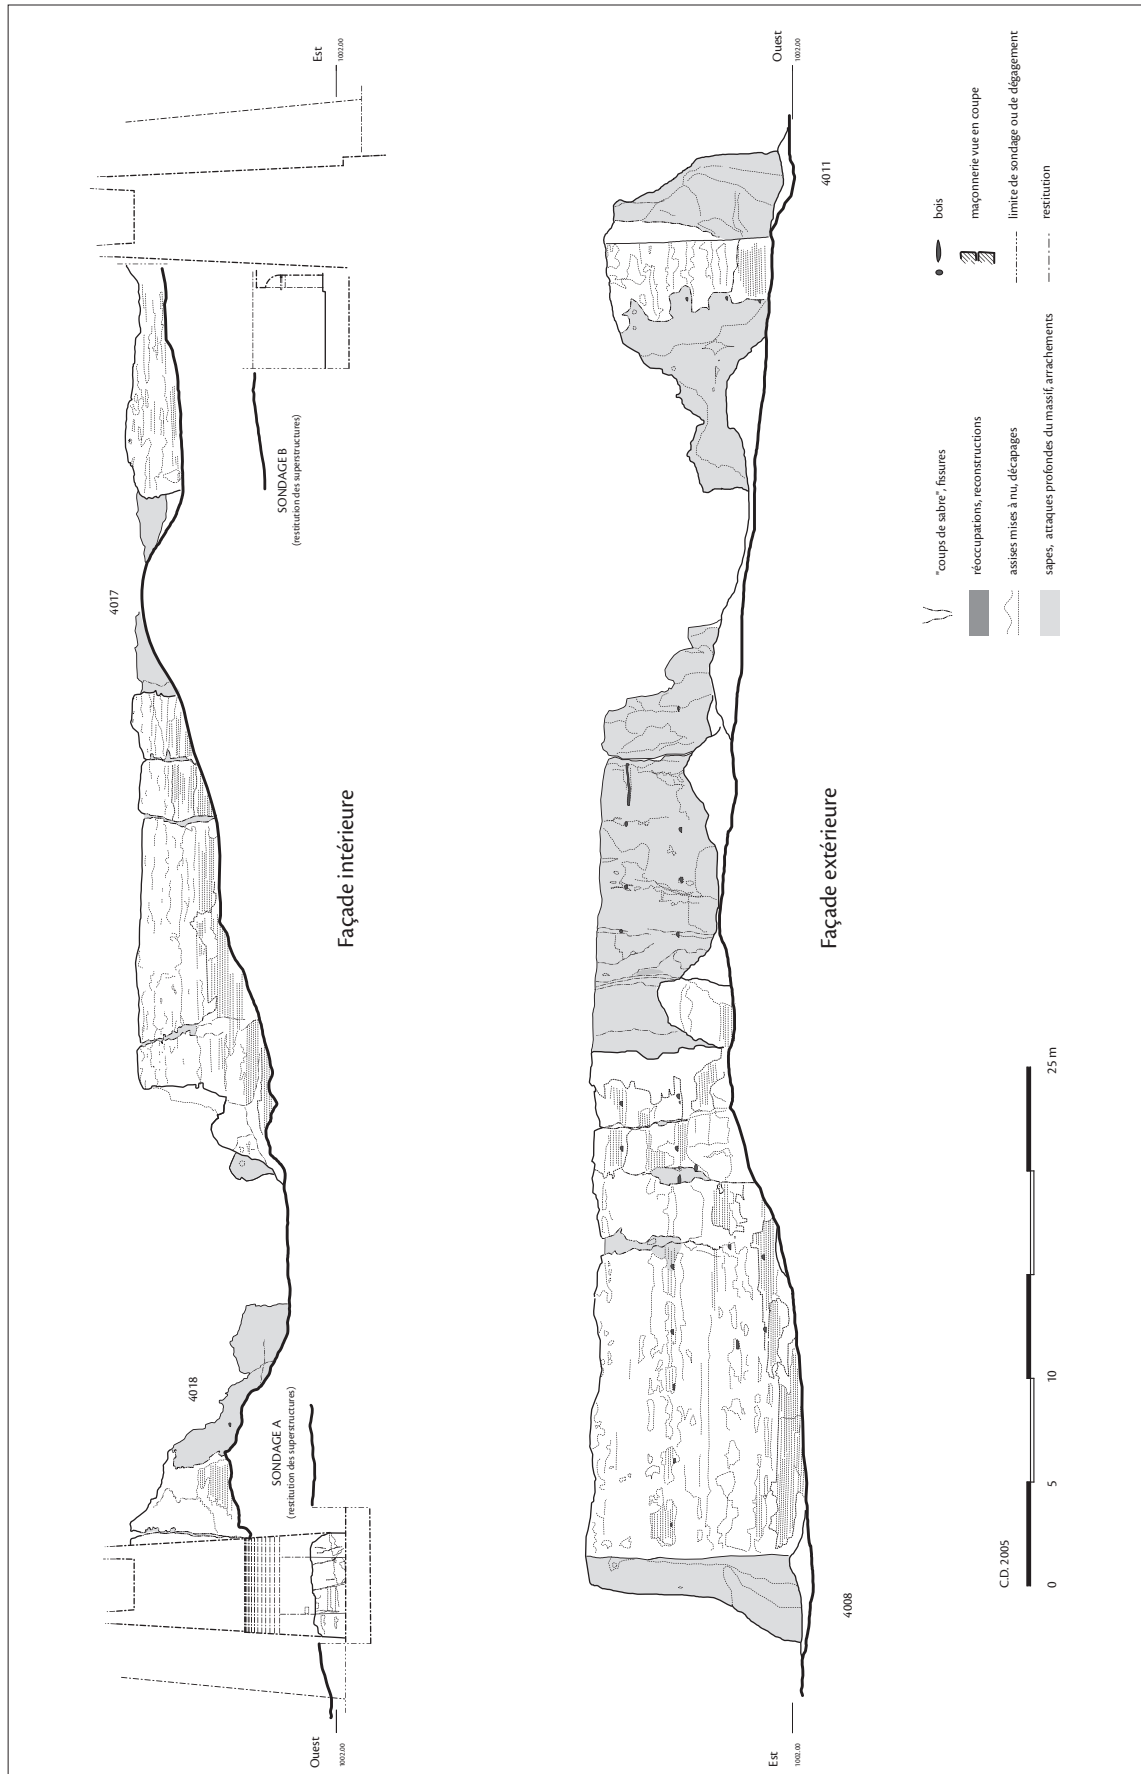 Ouest
1002.00
Est
1002.00
4018
4017
SONDAGE A
(restitution des superstructures)
SONDAGE B
(restitution des superstructures)
Façade intérieure
Est
1002.00
Ouest
1002.00
4008
4011
Façade extérieure
C.D. 2005
0 5 10 25 m
"coups de sabre", fissures
réoccupations, reconstructions
assises mises à nu, décapages
sapes, attaques profondes du massif, arrachements
bois
maçonnerie vue en coupe
limite de sondage ou de dégagement
restitution